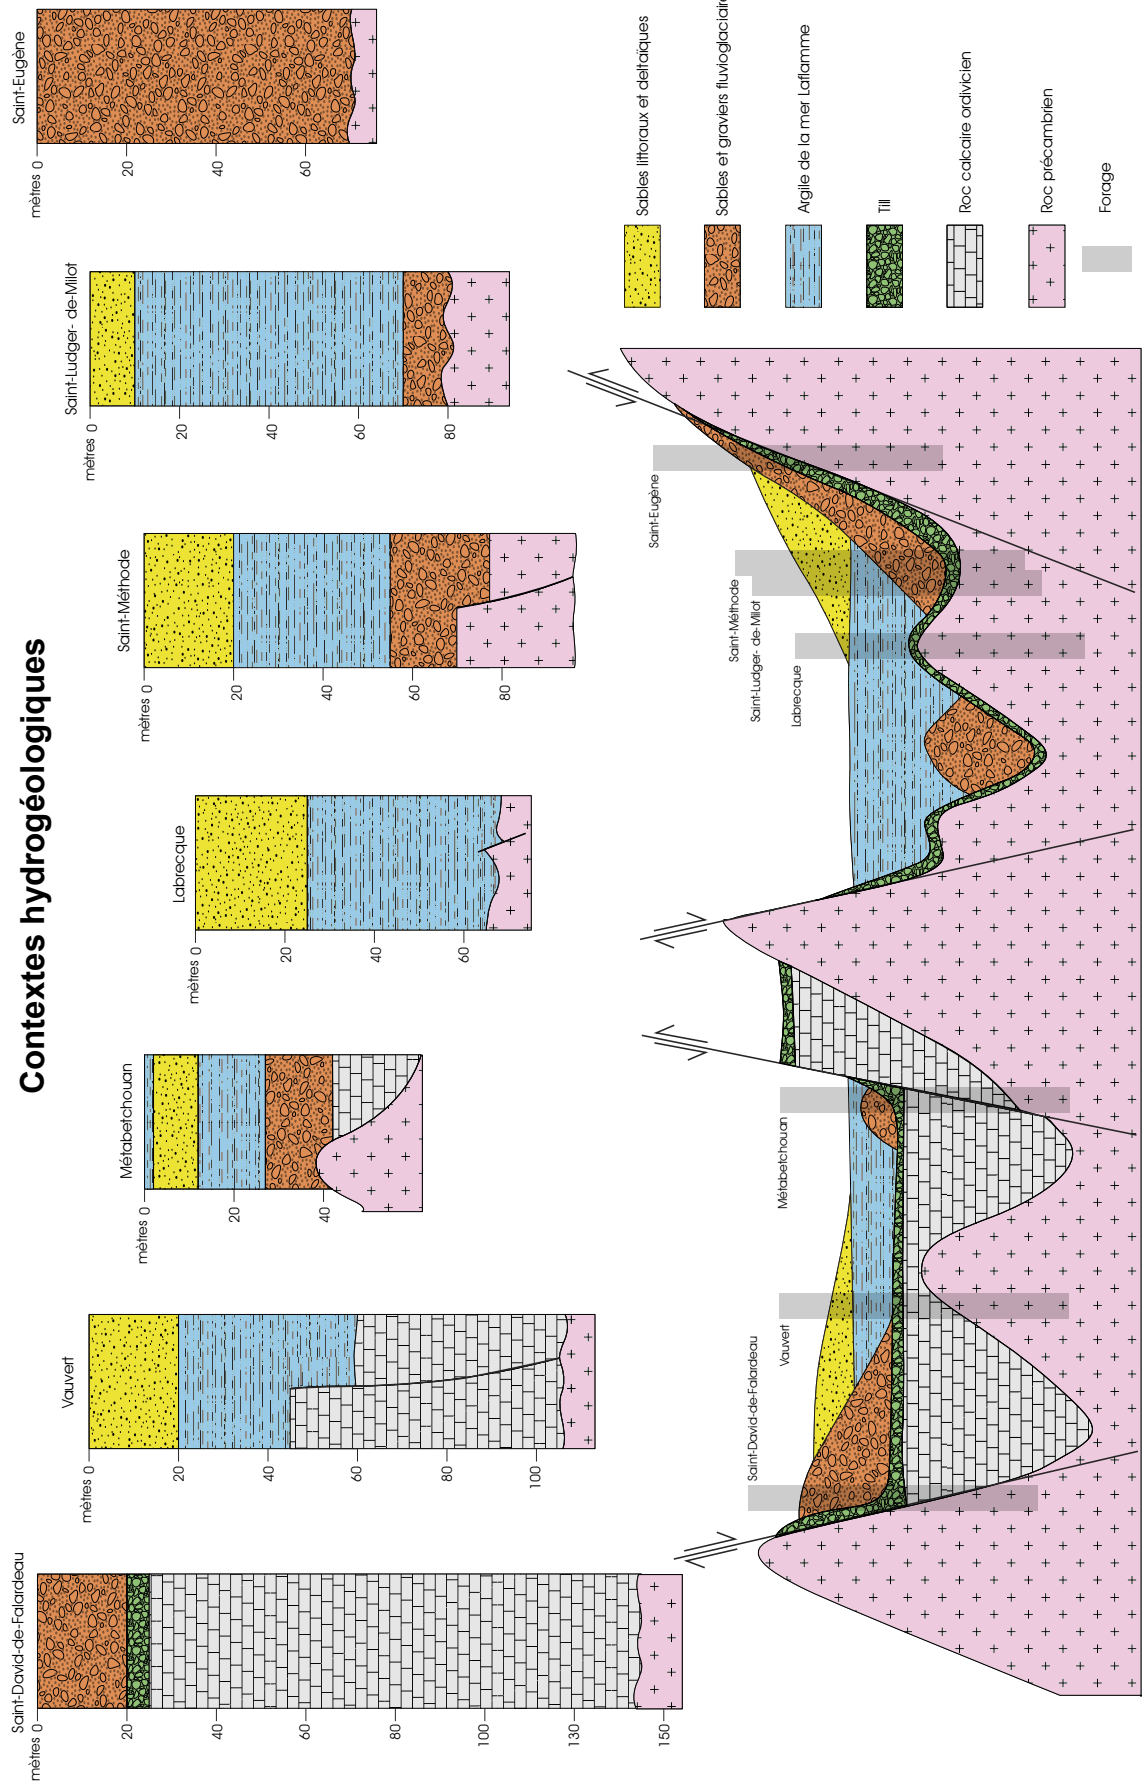 Contextes hydrogéologiques
Saint-David-de-Falardeau
mètres 0
20
40
60
80
100
130
150
Vauvert
mètres 0
20
40
60
80
100
Métabetchouan
mètres 0
20
40
Labrecque
mètres 0
20
40
60
Saint-Méthode
mètres 0
20
40
60
80
Saint-Ludger- de-Milot
mètres 0
20
40
60
80
Saint-Eugène
mètres 0
20
40
60
Saint-David-de-Falardeau
Vauvert
Métabetchouan
Labrecque
Saint-Ludger- de-Milot
Saint-Méthode
Saint-Eugène
Sables littoraux et deltaïques
Sables et graviers fluvioglaciaire
Argile de la mer Laflamme
Till
Roc calcaire ordivicien
Roc précambrien
Forage